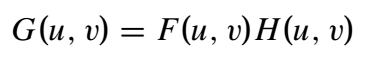 G(u, v) = F(u, v)H(u, v)